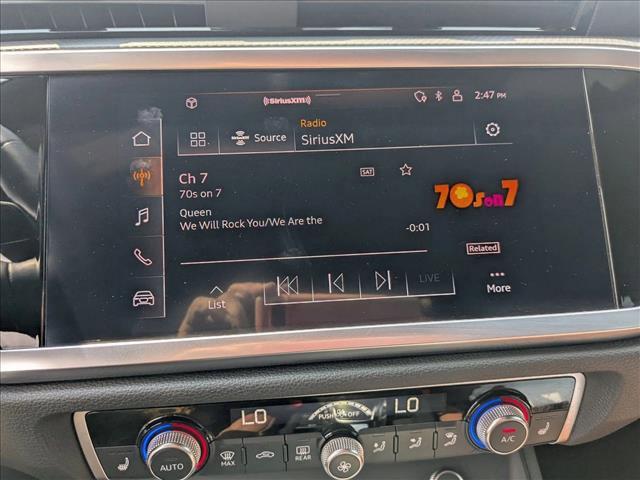 ((SiriusXM))
2:47 PM
Radio
Source
SiriusXM
Ch 7
SAT
70s on 7
70s on 7
Queen
We Will Rock You/We Are the
-0:01
Related
LIVE
List
More
LO
PUSH OFF
LO
AUTO
MAX
REAR
A/C